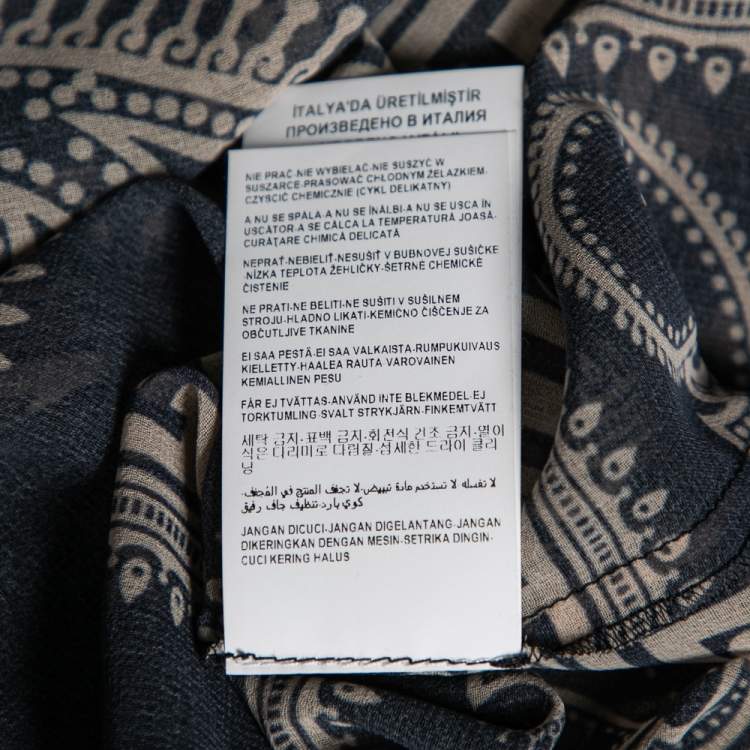 İTALYA'DA ÜRETİLMİŞTİR
ПРОИЗВЕДЕНО В ИТАЛИЯ
NIE PRAĆ-NIE WYBIELAĆ-NIE SUSZYĆ W
SUSZARCE-PRASOWAĆ CHŁODNYM ŻELAZKIEM-
CZYSCIĆ CHEMICZNIE (CYKL DELIKATNY)
A NU SE SPĂLA-A NU SE ÎNĂLBI-A NU SE USCA ÎN
USCĂTOR-A SE CĂLCA LA TEMPERATURĂ JOASĂ-
CURĂŢARE CHIMICĂ DELICATĂ
NEPRAŤ-NEBIELIŤ-NESUŠIŤ V BUBNOVEJ SUŠIČKE
-NÍZKA TEPLOTA ŽEHLIČKY-ŠETRNÉ CHEMICKÉ
ČISTENIE
NE PRATI-NE BELITI-NE SUŠITI V SUŠILNEM
STROJU-HLADNO LIKATI-KEMIČNO ČIŠČENJE ZA
OBČUTLJIVE TKANINE
EI SAA PESTÄ-EI SAA VALKAISTA-RUMPUKUIVAUS
KIELLETTY-HAALEA RAUTA-VAROVAINEN
KEMIALLINEN PESU
FÅR EJ TVÄTTAS-ANVÄND INTE BLEKMEDEL-EJ
TORKTUMLING-SVALT STRYKJÄRN-FINKEMTVÄTT
세탁 금지-표백 금지-회전식 건조 금지-열이
식은 다리미로 다림질-섬세한 드라이 클리
닝
لا تغسله لا تستخدم مادة تبييض-لا تجفف المنتج في المُجفف-
كوي بارد-تنظيف جاف رقيق
JANGAN DICUCI-JANGAN DIGELANTANG-JANGAN
DIKERINGKAN DENGAN MESIN-SETRIKA DINGIN-
CUCI KERING HALUS